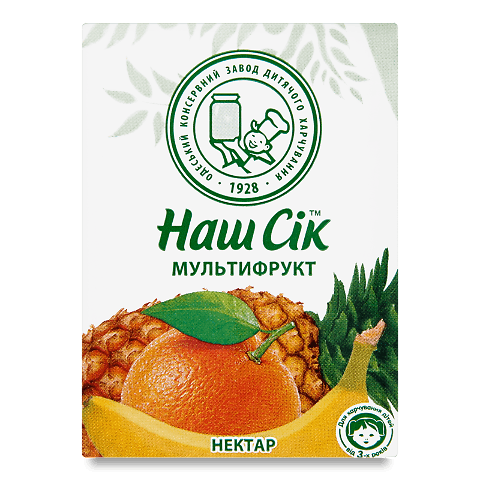 ОДЕСЬКИЙ КОНСЕРВНИЙ ЗАВОД ДИТЯЧОГО ХАРЧУВАННЯ
• 1928 •
Наш Сік™
МУЛЬТИФРУКТ
НЕКТАР
Для харчування дітей
від 3-х років